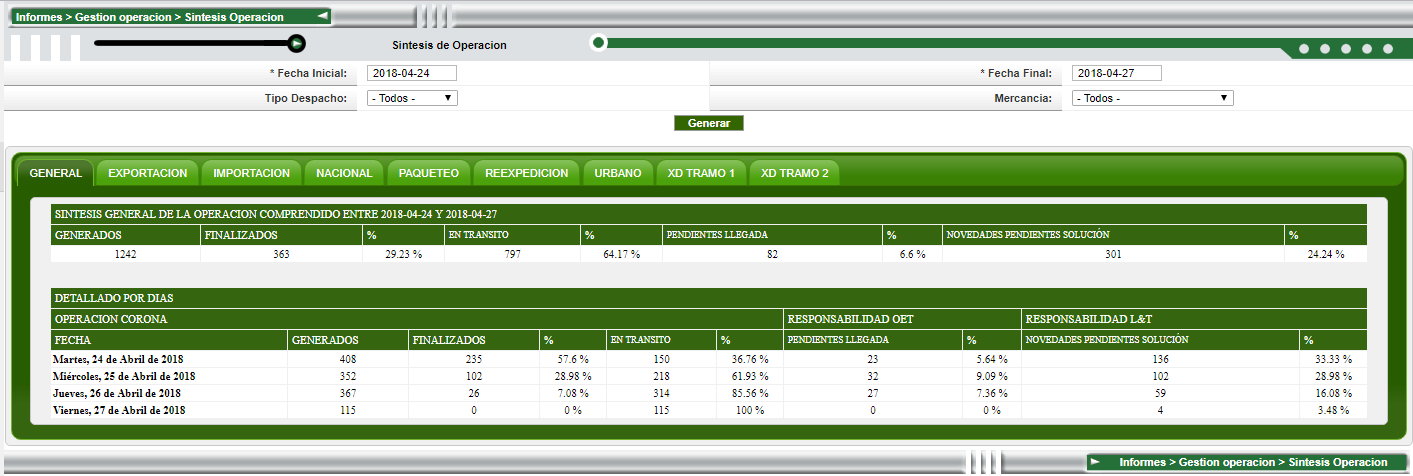 Informes > Gestion operacion > Sintesis Operacion
Sintesis de Operacion
* Fecha Inicial: 2018-04-24 * Fecha Final: 2018-04-27
Tipo Despacho: - Todos - Mercancia: - Todos -
Generar
GENERAL EXPORTACION IMPORTACION NACIONAL PAQUETEO REEXPEDICION URBANO XD TRAMO 1 XD TRAMO 2
SINTESIS GENERAL DE LA OPERACION COMPRENDIDO ENTRE 2018-04-24 Y 2018-04-27
GENERADOS FINALIZADOS % EN TRANSITO % PENDIENTES LLEGADA % NOVEDADES PENDIENTES SOLUCIÓN %
1242 363 29.23 % 797 64.17 % 82 6.6 % 301 24.24 %
DETALLADO POR DIAS
OPERACION CORONA RESPONSABILIDAD OET RESPONSABILIDAD L&T
FECHA GENERADOS FINALIZADOS % EN TRANSITO % PENDIENTES LLEGADA % NOVEDADES PENDIENTES SOLUCIÓN %
Martes, 24 de Abril de 2018 408 235 57.6 % 150 36.76 % 23 5.64 % 136 33.33 %
Miércoles, 25 de Abril de 2018 352 102 28.98 % 218 61.93 % 32 9.09 % 102 28.98 %
Jueves, 26 de Abril de 2018 367 26 7.08 % 314 85.56 % 27 7.36 % 59 16.08 %
Viernes, 27 de Abril de 2018 115 0 0 % 115 100 % 0 0 % 4 3.48 %
Informes > Gestion operacion > Sintesis Operacion